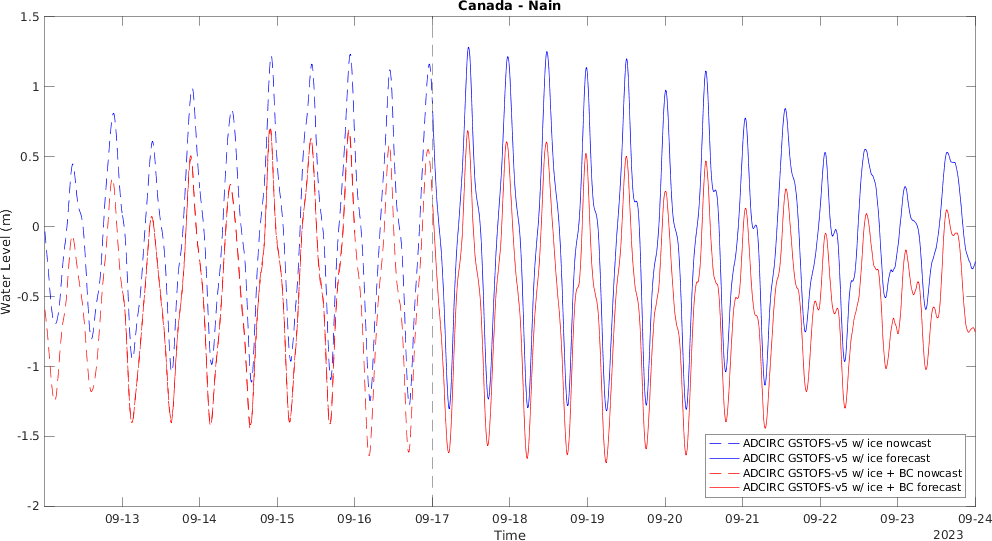 Canada - Nain
1.5
1
0.5
0
-0.5
-1
-1.5
-2
Water Level (m)
09-13 09-14 09-15 09-16 09-17 09-18 09-19 09-20 09-21 09-22 09-23 09-24
Time
2023
ADCIRC GSTOFS-v5 w/ ice nowcast
ADCIRC GSTOFS-v5 w/ ice forecast
ADCIRC GSTOFS-v5 w/ ice + BC nowcast
ADCIRC GSTOFS-v5 w/ ice + BC forecast